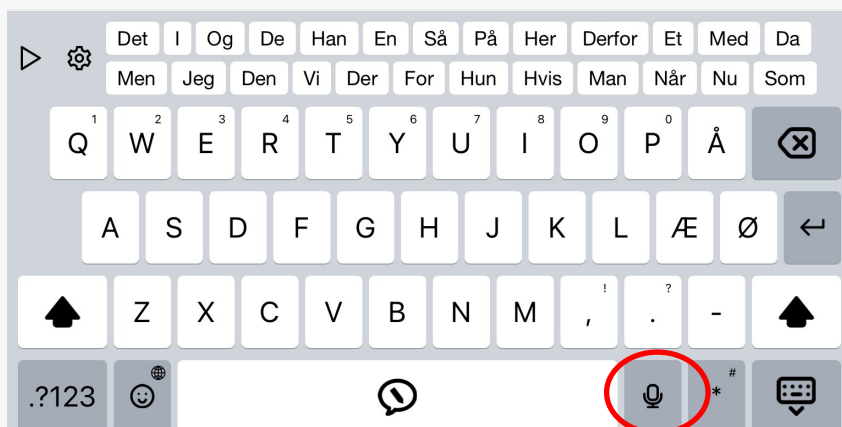 Det I Og De Han En Så På Her Derfor Et Med Da
Men Jeg Den Vi Der For Hun Hvis Man Når Nu Som
1 2 3 4 5 6 7 8 9 0
Q W E R T Y U I O P Å
A S D F G H J K L Æ Ø
! ?
Z X C V B N M , . -
#
.?123 *